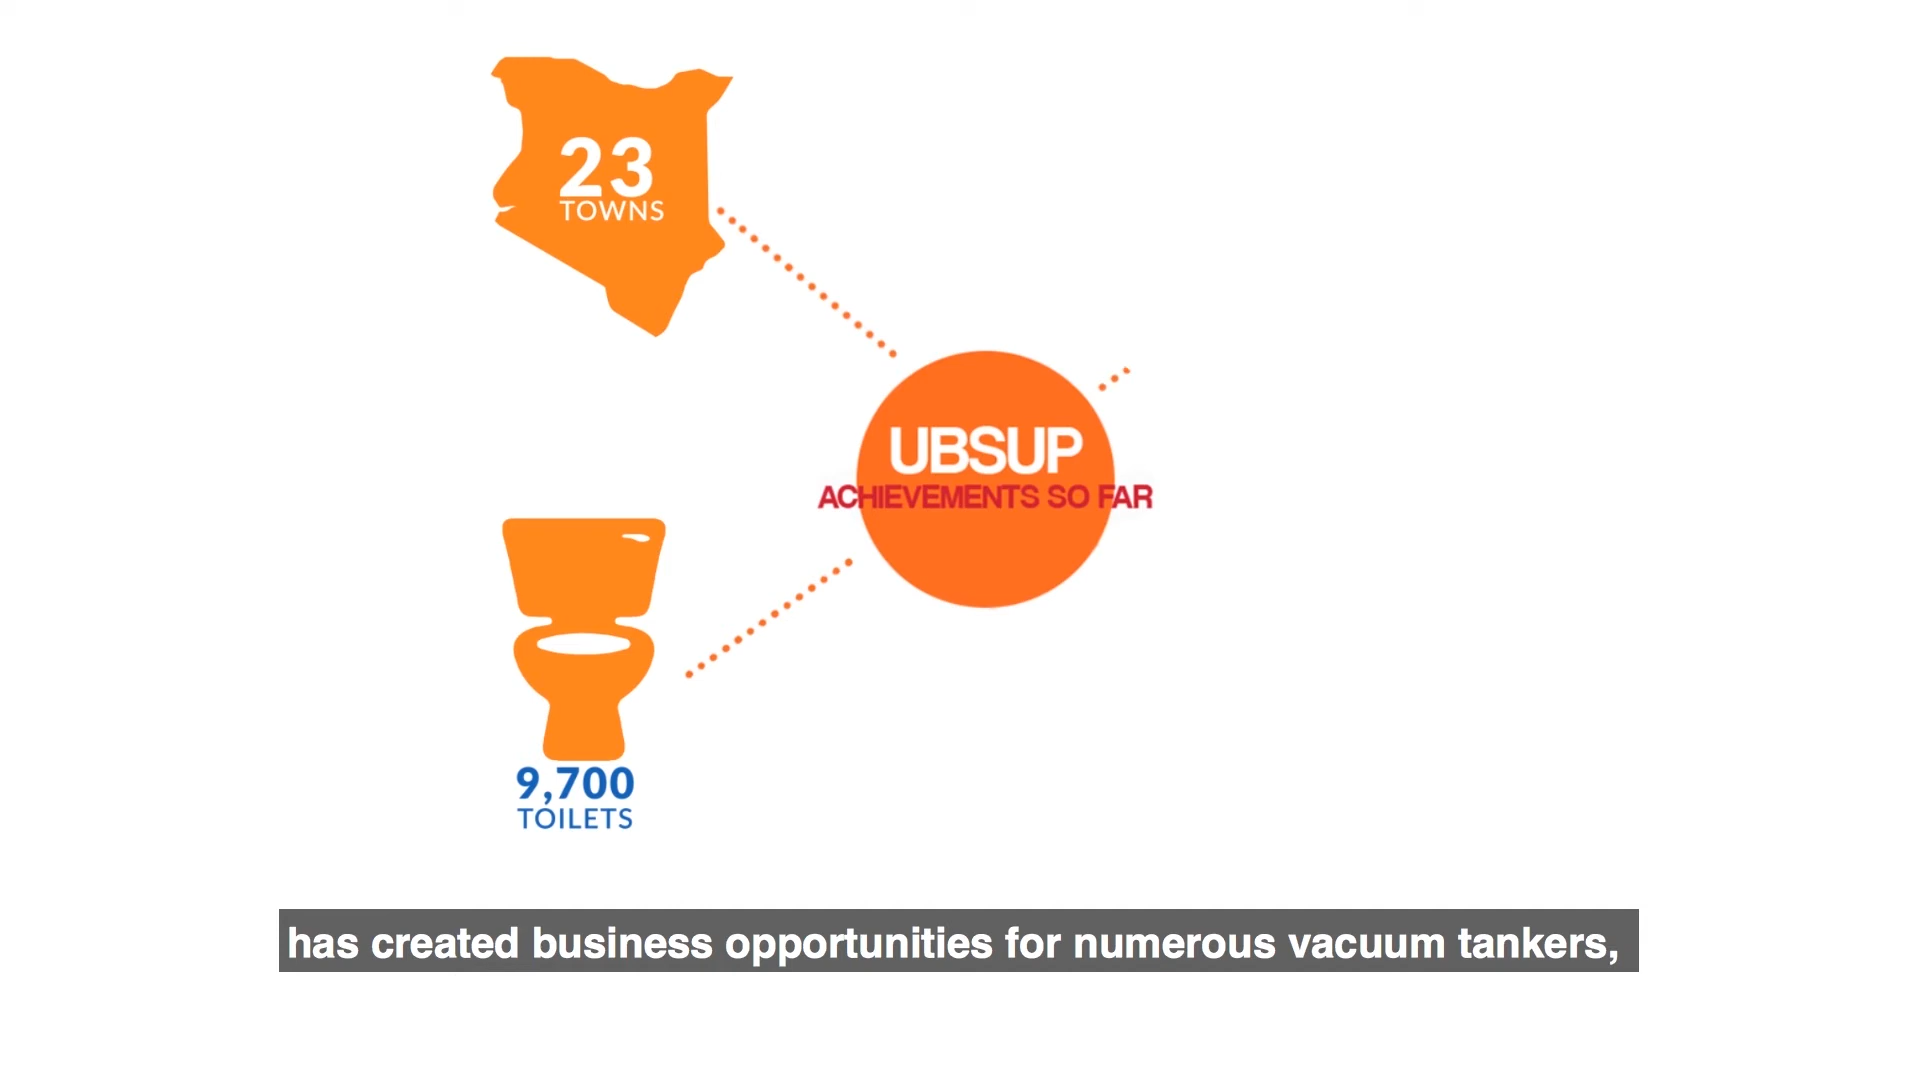 23
TOWNS
UBSUP
ACHIEVEMENTS SO FAR
9,700
TOILETS
has created business opportunities for numerous vacuum tankers,